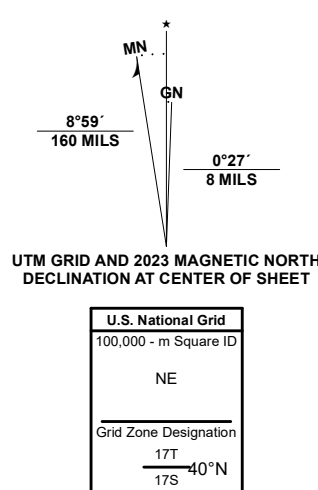 ★
MN
GN
8°59´
160 MILS
0°27´
8 MILS
UTM GRID AND 2023 MAGNETIC NORTH
DECLINATION AT CENTER OF SHEET
U.S. National Grid
100,000 - m Square ID
NE
Grid Zone Designation
17T
40°N
17S